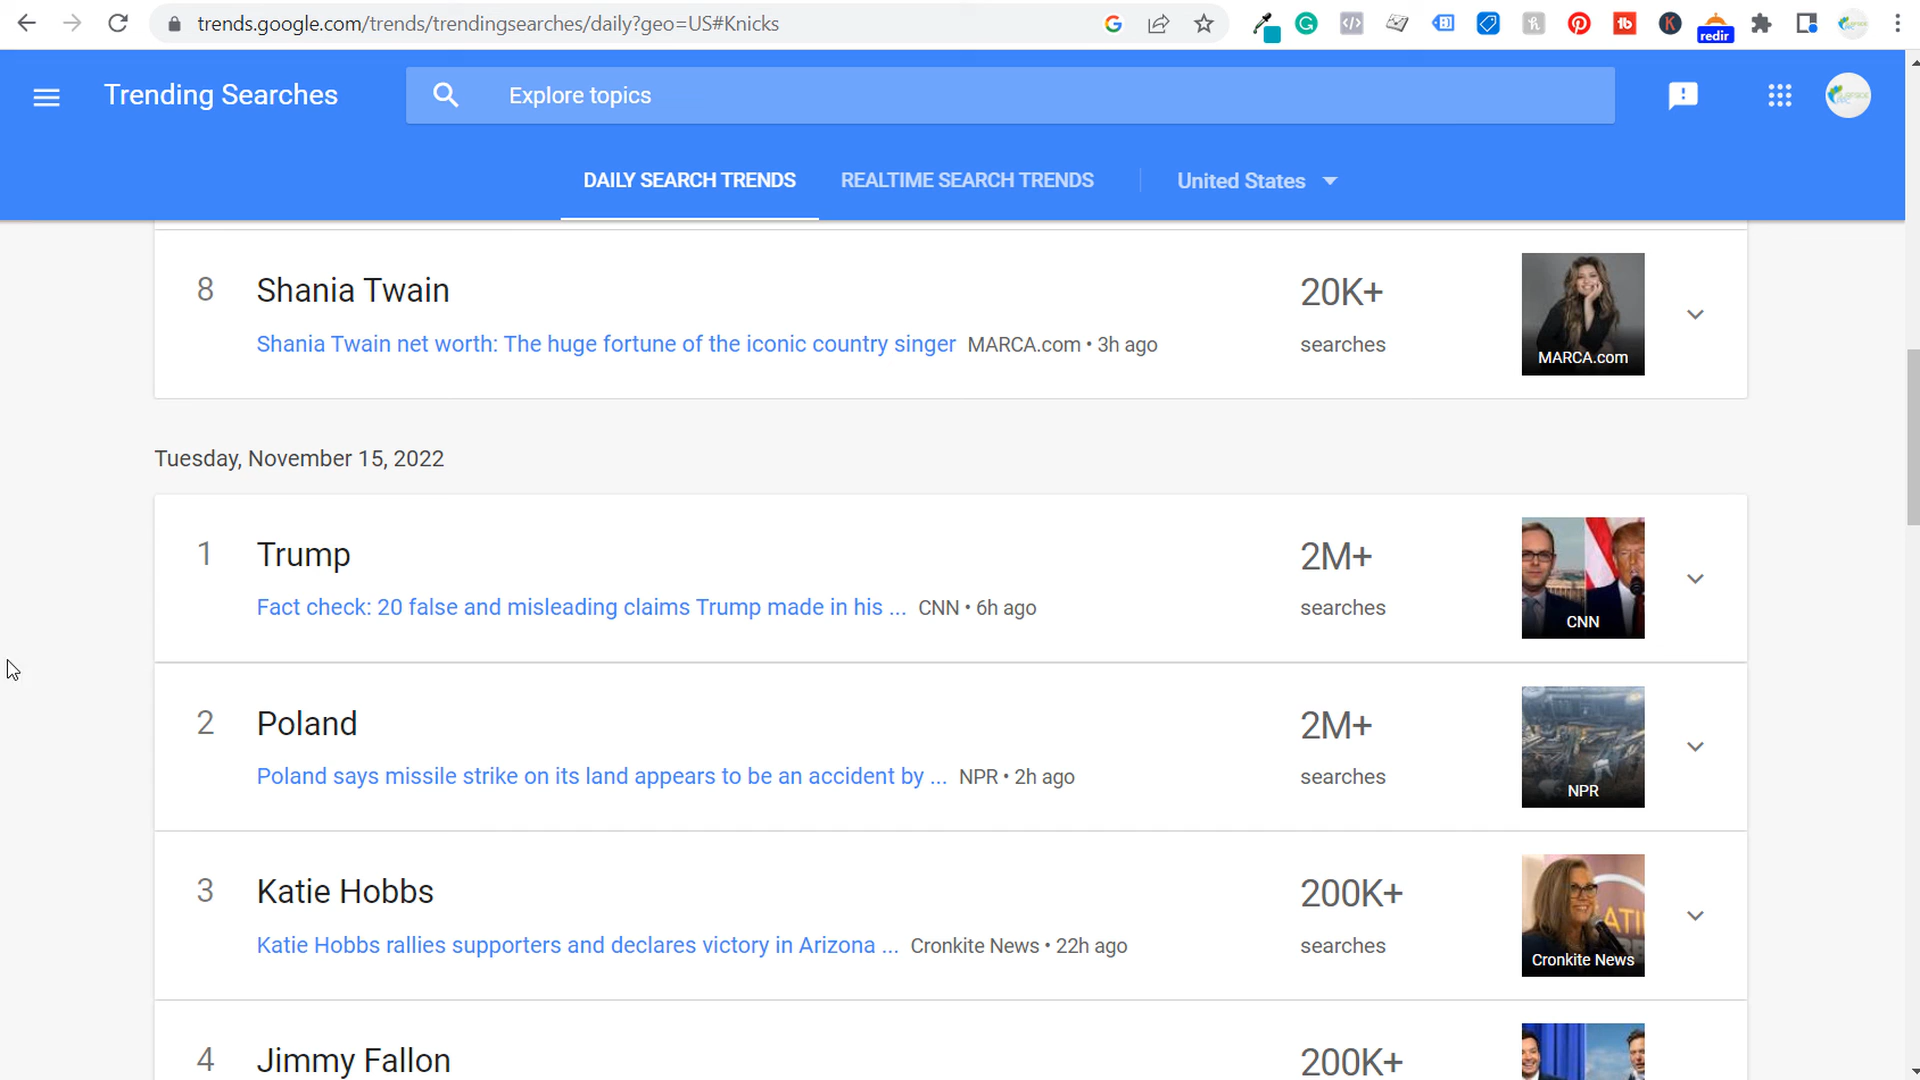 trends.google.com/trends/trendingsearches/daily?geo=US#Knicks
redir
Trending Searches
Explore topics
DAILY SEARCH TRENDS
REALTIME SEARCH TRENDS
United States
8
Shania Twain
20K+
Shania Twain net worth: The huge fortune of the iconic country singer MARCA.com • 3h ago
searches
MARCA.com
Tuesday, November 15, 2022
1
Trump
2M+
Fact check: 20 false and misleading claims Trump made in his ... CNN • 6h ago
searches
CNN
2
Poland
2M+
Poland says missile strike on its land appears to be an accident by ... NPR • 2h ago
searches
NPR
3
Katie Hobbs
200K+
Katie Hobbs rallies supporters and declares victory in Arizona ... Cronkite News • 22h ago
searches
Cronkite News
4
Jimmy Fallon
200K+